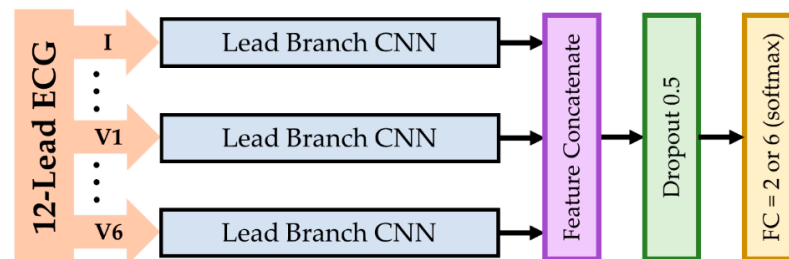 12-Lead ECG
I
Lead Branch CNN
V1
Lead Branch CNN
V6
Lead Branch CNN
Feature Concatenate
Dropout 0.5
FC = 2 or 6 (softmax)